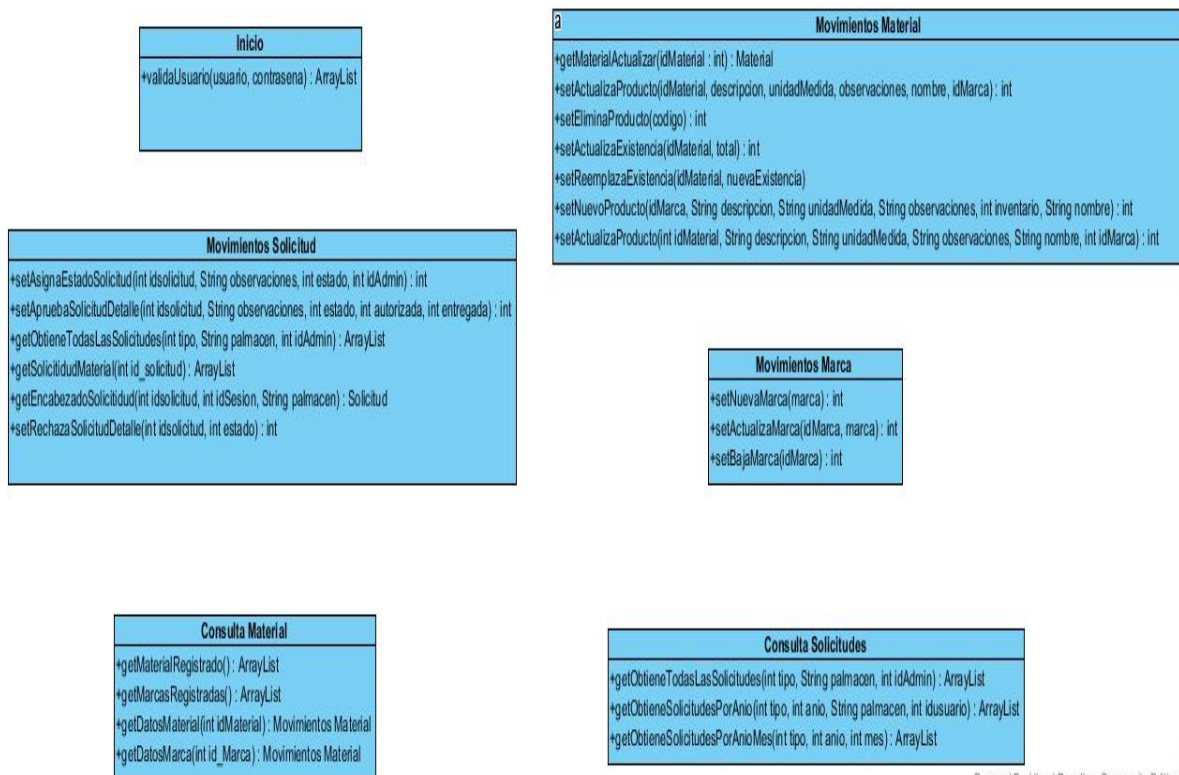 Inicio
+validaUsuario(usuario, contrasena) : ArrayList
a
Movimientos Material
+getMaterialActualizar(idMaterial : int) : Material
+setActualizaProducto(idMaterial, descripcion, unidadMedida, observaciones, nombre, idMarca) : int
+setEliminaProducto(codigo) : int
+setActualizaExistencia(idMaterial, total) : int
+setReemplazaExistencia(idMaterial, nuevaExistencia)
+setNuevoProducto(idMarca, String descripcion, String unidadMedida, String observaciones, int inventario, String nombre) : int
+setActualizaProducto(int idMaterial, String descripcion, String unidadMedida, String observaciones, String nombre, int idMarca) : int
Movimientos Solicitud
+setAsignaEstadoSolicitud(int idsolicitud, String observaciones, int estado, int idAdmin) : int
+setApruebaSolicitudDetalle(int idsolicitud, String observaciones, int estado, int autorizada, int entregada) : int
+getObtieneTodasLasSolicitudes(int tipo, String palmacen, int idAdmin) : ArrayList
+getSolicitidudMaterial(int id_solicitud) : ArrayList
+getEncabezadoSolicitidud(int idsolicitud, int idSesion, String palmacen) : Solicitud
+setRechazaSolicitudDetalle(int idsolicitud, int estado) : int
Movimientos Marca
+setNuevaMarca(marca) : int
+setActualizaMarca(idMarca, marca) : int
+setBajaMarca(idMarca) : int
Consulta Material
+getMaterialRegistrado() : ArrayList
+getMarcasRegistradas() : ArrayList
+getDatosMaterial(int idMaterial) : Movimientos Material
+getDatosMarca(int id_Marca) : Movimientos Material
Consulta Solicitudes
+getObtieneTodasLasSolicitudes(int tipo, String palmacen, int idAdmin) : ArrayList
+getObtieneSolicitudesPorAnio(int tipo, int anio, String palmacen, int idusuario) : ArrayList
+getObtieneSolicitudesPorAnioMes(int tipo, int anio, int mes) : ArrayList